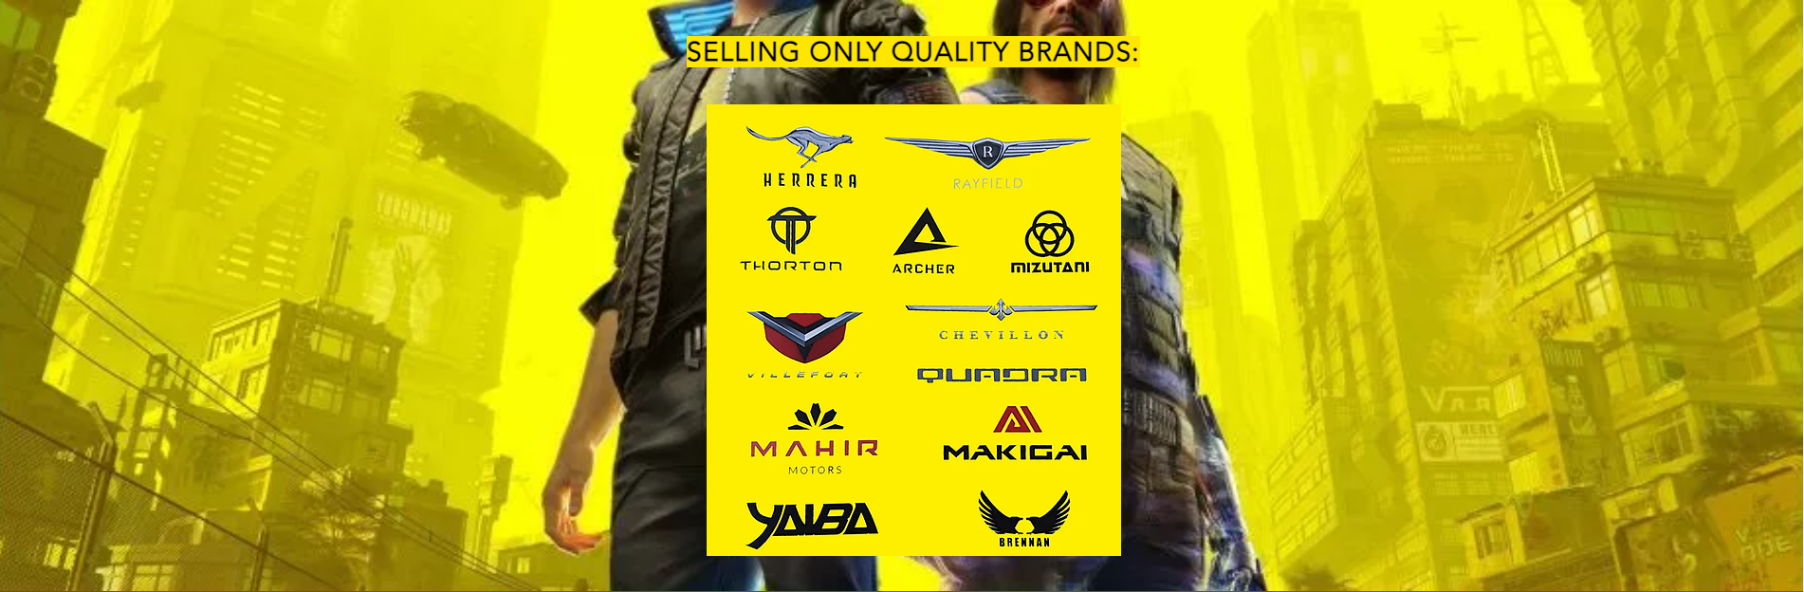 SELLING ONLY QUALITY BRANDS:
HERRERA
R
RAYFIELD
THORTON
ARCHER
MIZUTANI
VILLEFORT
CHEVILLON
QUADRA
MAHIR
MOTORS
MAKIGAI
YAIBA
BRENNAN